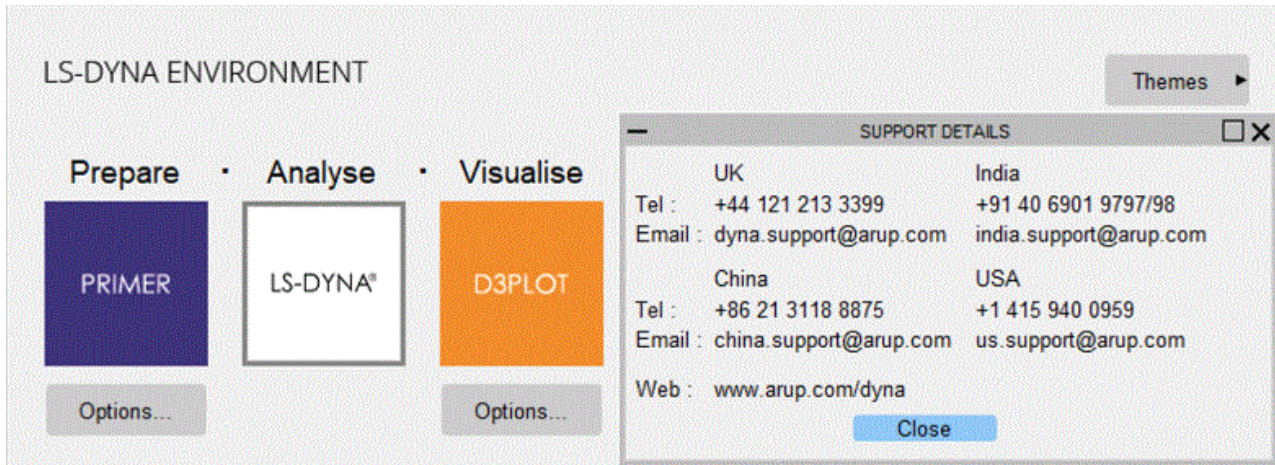 LS-DYNA ENVIRONMENT
Themes
Prepare · Analyse · Visualise
PRIMER
LS-DYNA®
D3PLOT
Options...
Options...
SUPPORT DETAILS
UK India
Tel : +44 121 213 3399 +91 40 6901 9797/98
Email : dyna.support@arup.com india.support@arup.com
China USA
Tel : +86 21 3118 8875 +1 415 940 0959
Email : china.support@arup.com us.support@arup.com
Web : www.arup.com/dyna
Close